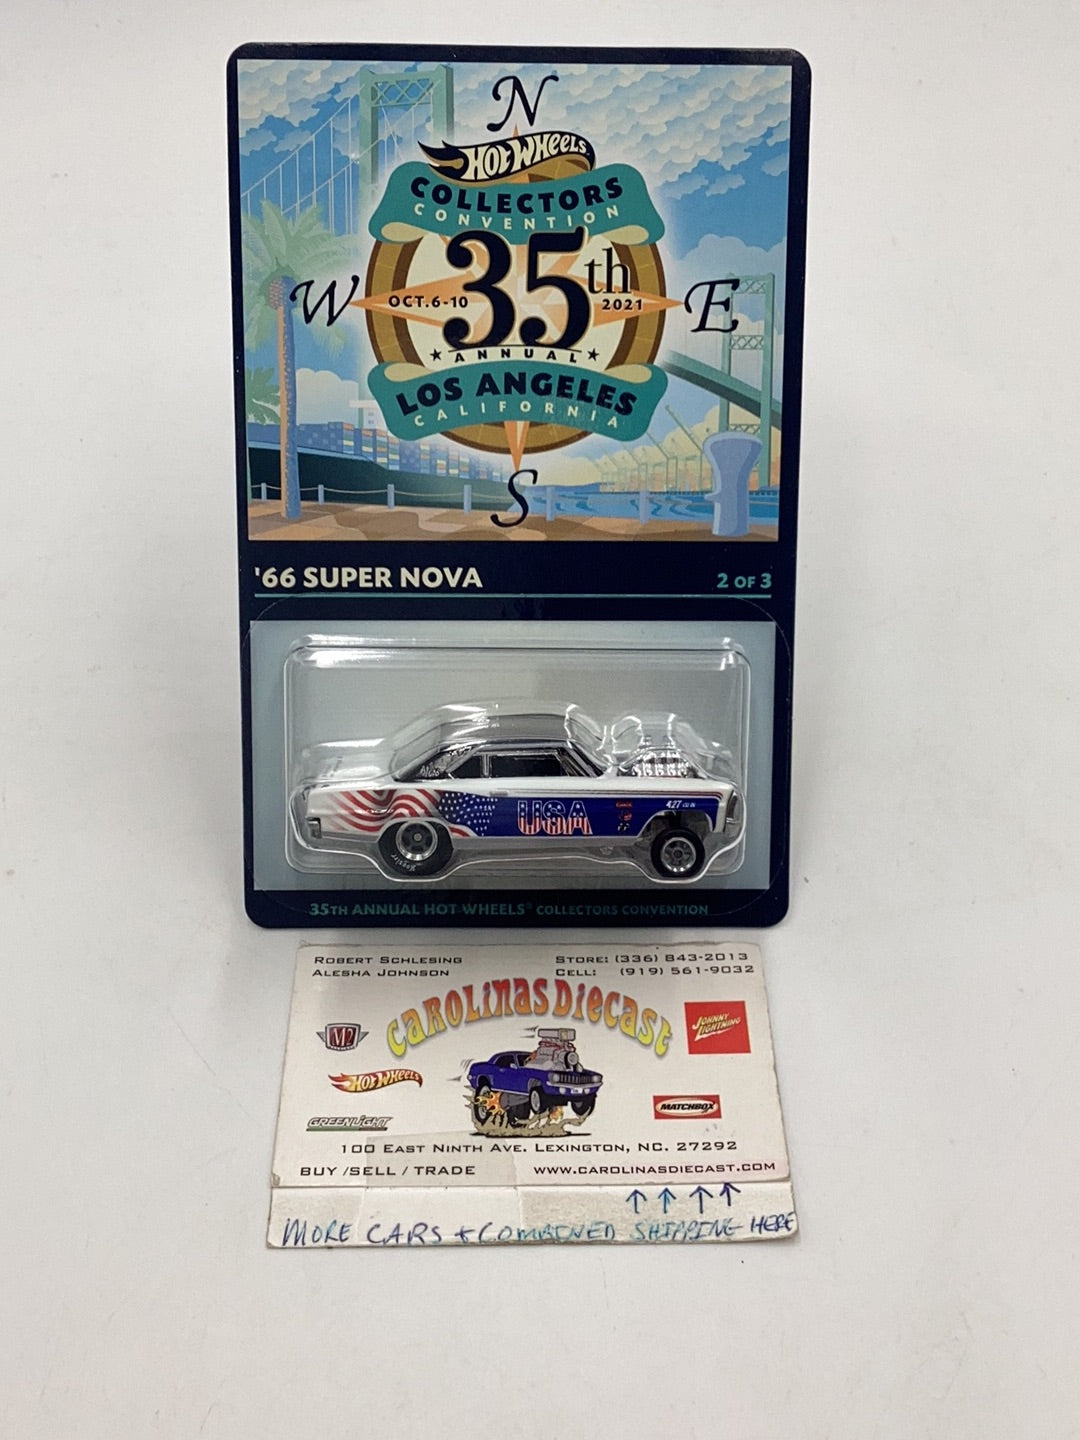 N
HOT WHEELS
COLLECTORS
CONVENTION
35th
W
OCT.6-10
2021
E
★ANNUAL★
LOS ANGELES
CALIFORNIA
S
'66 SUPER NOVA
2 OF 3
USA
427
35TH ANNUAL HOT WHEELS® COLLECTORS CONVENTION
ROBERT SCHLESING
ALESHA JOHNSON
STORE: (336) 843-2013
CELL: (919) 561-9032
CAROLINAS DIECAST
M2
JOHNNY LIGHTNING
HOT WHEELS
MATCHBOX
GREENLIGHT
100 EAST NINTH AVE. LEXINGTON, NC. 27292
BUY /SELL / TRADE
WWW.CAROLINASDIECAST.COM
↑ ↑ ↑ ↑
MORE CARS + COMBINED SHIPPING HERE